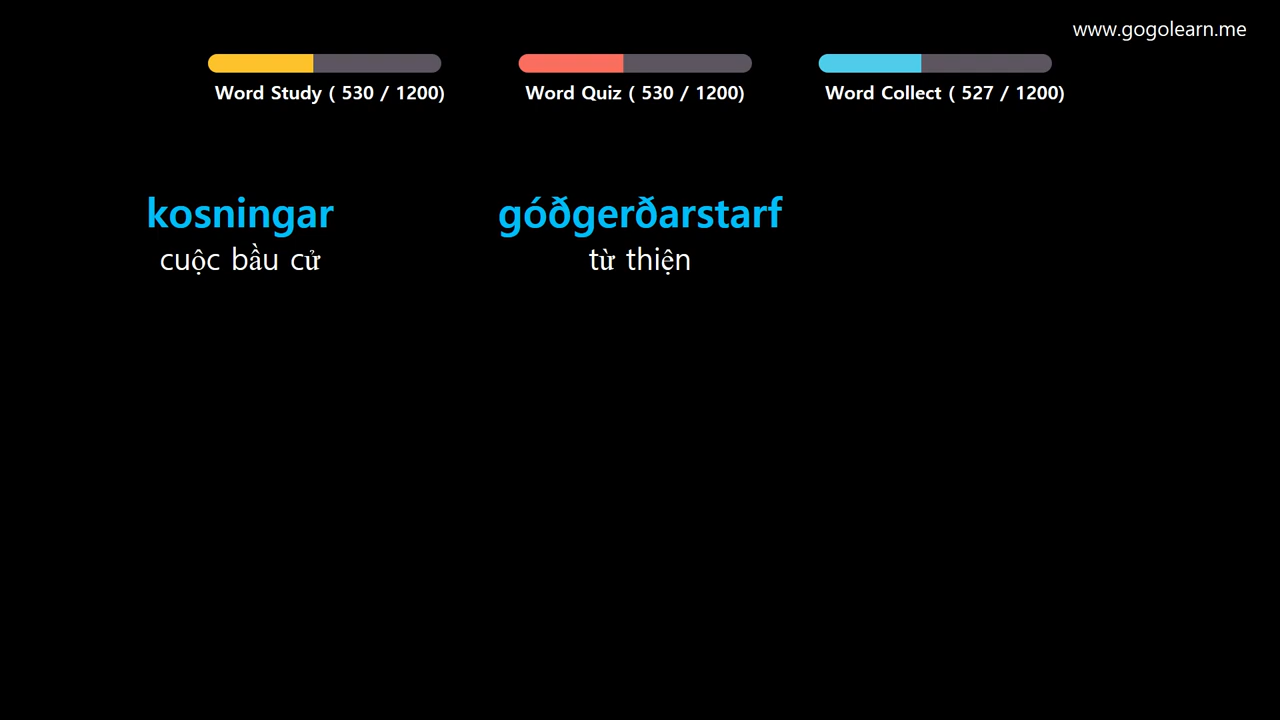 www.gogolearn.me
Word Study ( 530 / 1200)
Word Quiz ( 530 / 1200)
Word Collect ( 527 / 1200)
kosningar
cuộc bầu cử
góðgerðarstarf
từ thiện